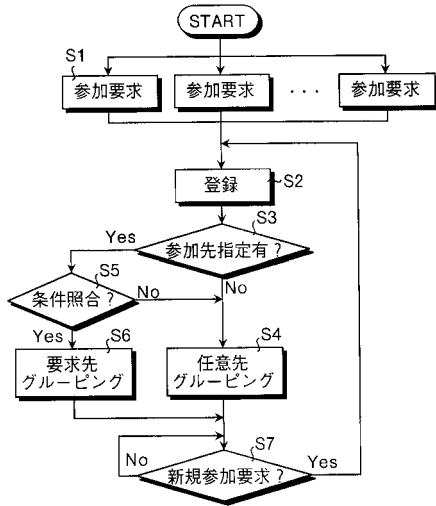 START
S1
参加要求 参加要求 ・・・ 参加要求
登録
S2
S3
Yes
参加先指定有？
S5
条件照合？
No
No
Yes
S6
S4
要求先
グルーピング
任意先
グルーピング
S7
No
新規参加要求？
Yes